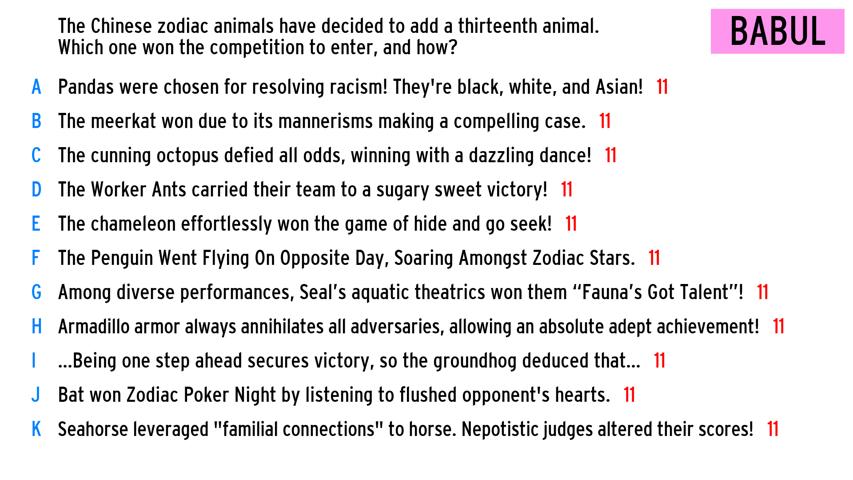 The Chinese zodiac animals have decided to add a thirteenth animal.
Which one won the competition to enter, and how?
BABUL
A Pandas were chosen for resolving racism! They're black, white, and Asian! 11
B The meerkat won due to its mannerisms making a compelling case. 11
C The cunning octopus defied all odds, winning with a dazzling dance! 11
D The Worker Ants carried their team to a sugary sweet victory! 11
E The chameleon effortlessly won the game of hide and go seek! 11
F The Penguin Went Flying On Opposite Day, Soaring Amongst Zodiac Stars. 11
G Among diverse performances, Seal’s aquatic theatrics won them “Fauna’s Got Talent”! 11
H Armadillo armor always annihilates all adversaries, allowing an absolute adept achievement! 11
I ...Being one step ahead secures victory, so the groundhog deduced that... 11
J Bat won Zodiac Poker Night by listening to flushed opponent's hearts. 11
K Seahorse leveraged "familial connections" to horse. Nepotistic judges altered their scores! 11